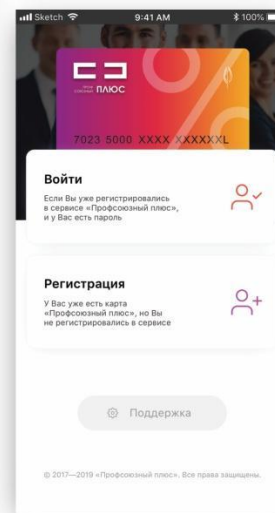 Sketch 9:41 AM 100%
ПРОФ
СОЮЗНЫЙ ПЛЮС
7023 5000 XXXX XXXXXXL
Войти
Если Вы уже регистрировались
в сервисе «Профсоюзный плюс»,
и у Вас есть пароль
Регистрация
У Вас уже есть карта
«Профсоюзный плюс», но Вы
не регистрировались в сервисе
Поддержка
© 2017—2019 «Профсоюзный плюс». Все права защищены.